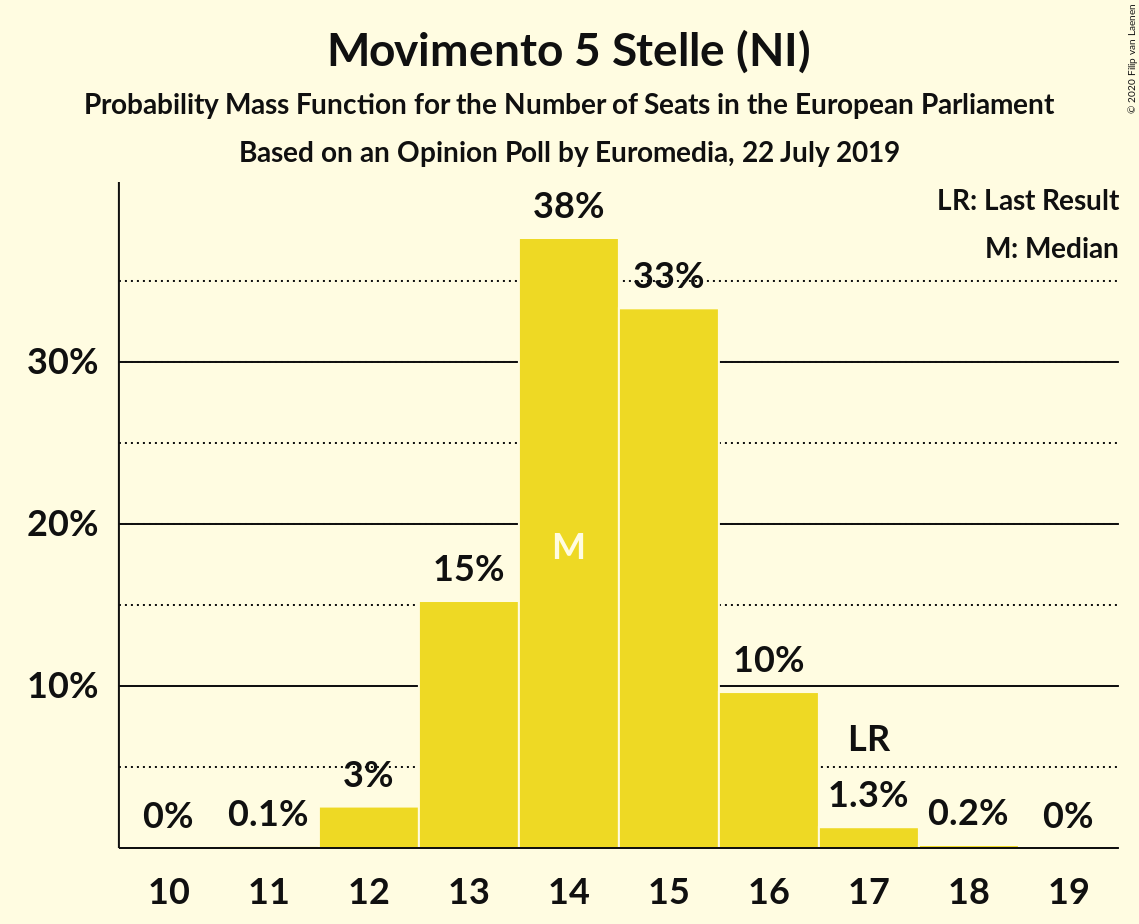 Movimento 5 Stelle (NI)
Probability Mass Function for the Number of Seats in the European Parliament
Based on an Opinion Poll by Euromedia, 22 July 2019
© 2020 Filip van Laenen
LR: Last Result
M: Median
38%
33%
30%
20%
M
15%
10%
10%
LR
3%
1.3%
0%
0.1%
0.2%
0%
10 11 12 13 14 15 16 17 18 19